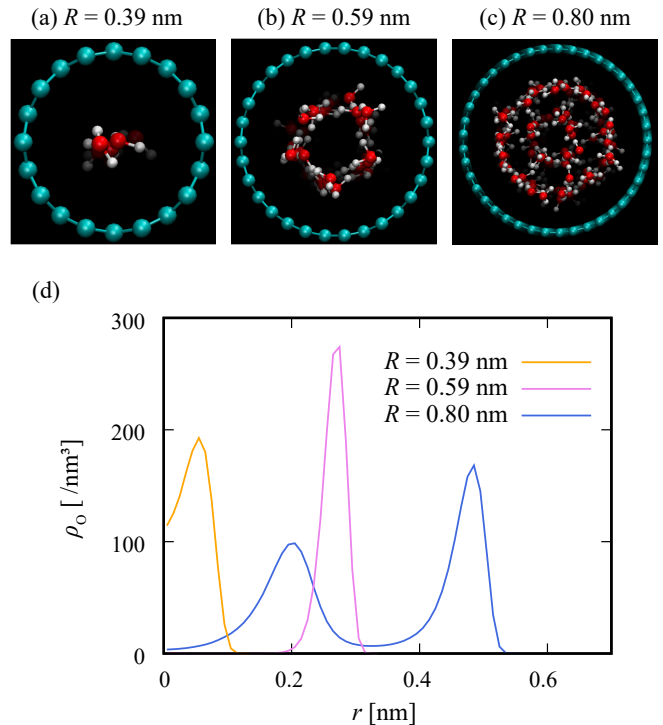 (a) R = 0.39 nm (b) R = 0.59 nm (c) R = 0.80 nm
(d)
300
200
100
0
ρO [ /nm³]
R = 0.39 nm
R = 0.59 nm
R = 0.80 nm
0 0.2 0.4 0.6
r [nm]